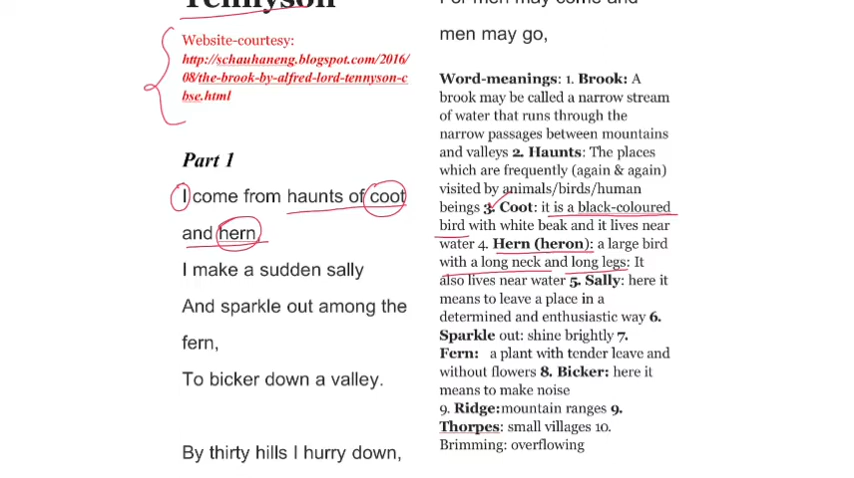 Tennyson
Website-courtesy:
http://schauhaneng.blogspot.com/2016/
08/the-brook-by-alfred-lord-tennyson-c
bse.html
Part 1
I come from haunts of coot
and hern,
I make a sudden sally
And sparkle out among the
fern,
To bicker down a valley.
By thirty hills I hurry down,
For men may come and
men may go,
Word-meanings: 1. Brook: A
brook may be called a narrow stream
of water that runs through the
narrow passages between mountains
and valleys 2. Haunts: The places
which are frequently (again & again)
visited by animals/birds/human
beings 3. Coot: it is a black-coloured
bird with white beak and it lives near
water 4. Hern (heron): a large bird
with a long neck and long legs: It
also lives near water 5. Sally: here it
means to leave a place in a
determined and enthusiastic way 6.
Sparkle out: shine brightly 7.
Fern: a plant with tender leave and
without flowers 8. Bicker: here it
means to make noise
9. Ridge:mountain ranges 9.
Thorpes: small villages 10.
Brimming: overflowing